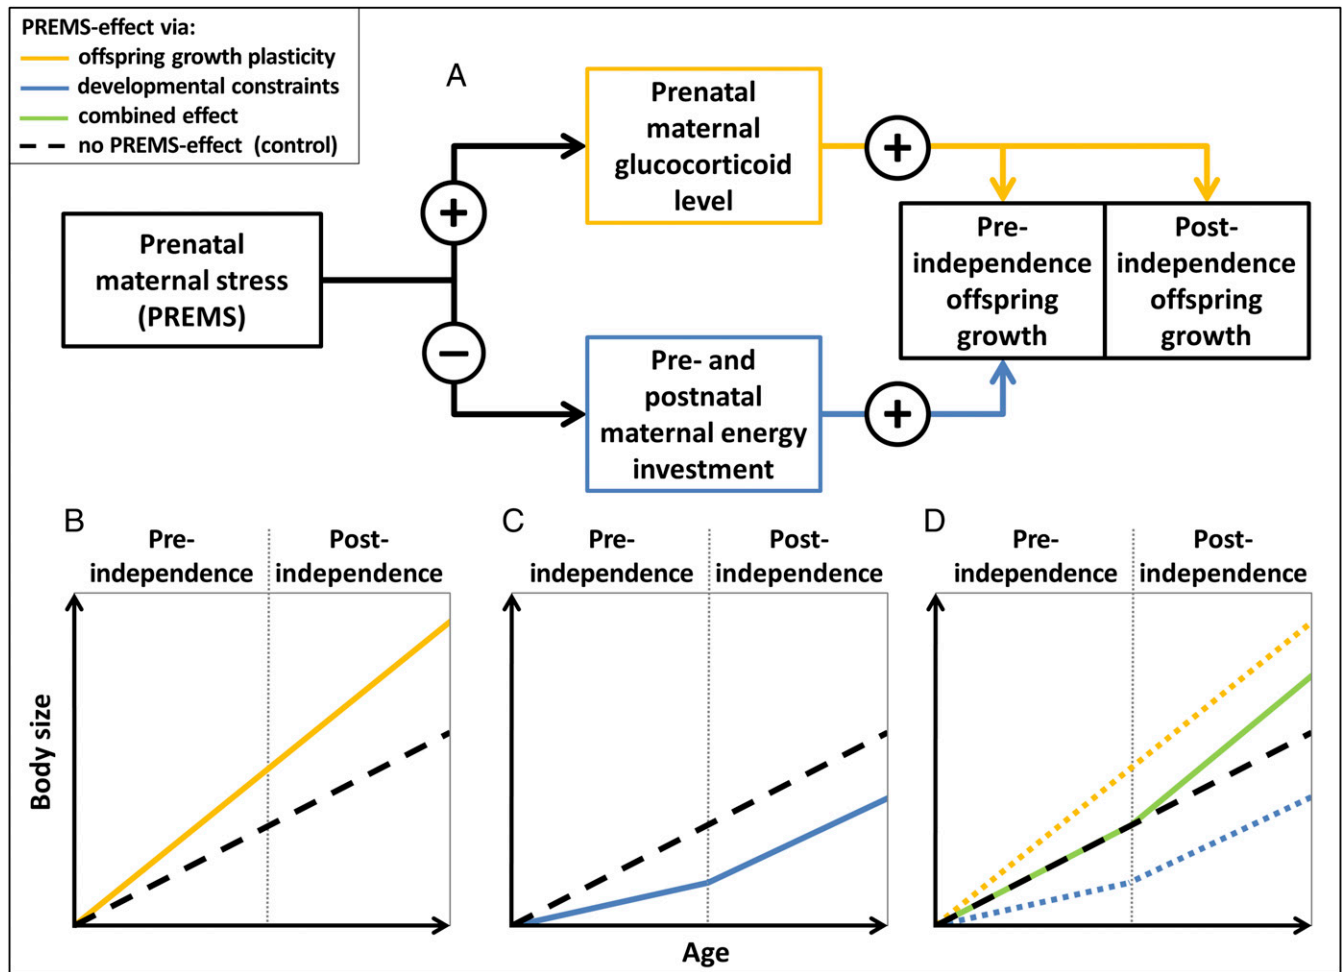 PREMS-effect via:
offspring growth plasticity
developmental constraints
combined effect
no PREMS-effect (control)
A
Prenatal
maternal stress
(PREMS)
+
−
Prenatal
maternal
glucocorticoid
level
+
Pre- and
postnatal
maternal energy
investment
+
Pre-
independence
offspring
growth
Post-
independence
offspring
growth
B
Pre-
independence
Post-
independence
Body size
C
Pre-
independence
Post-
independence
Age
D
Pre-
independence
Post-
independence